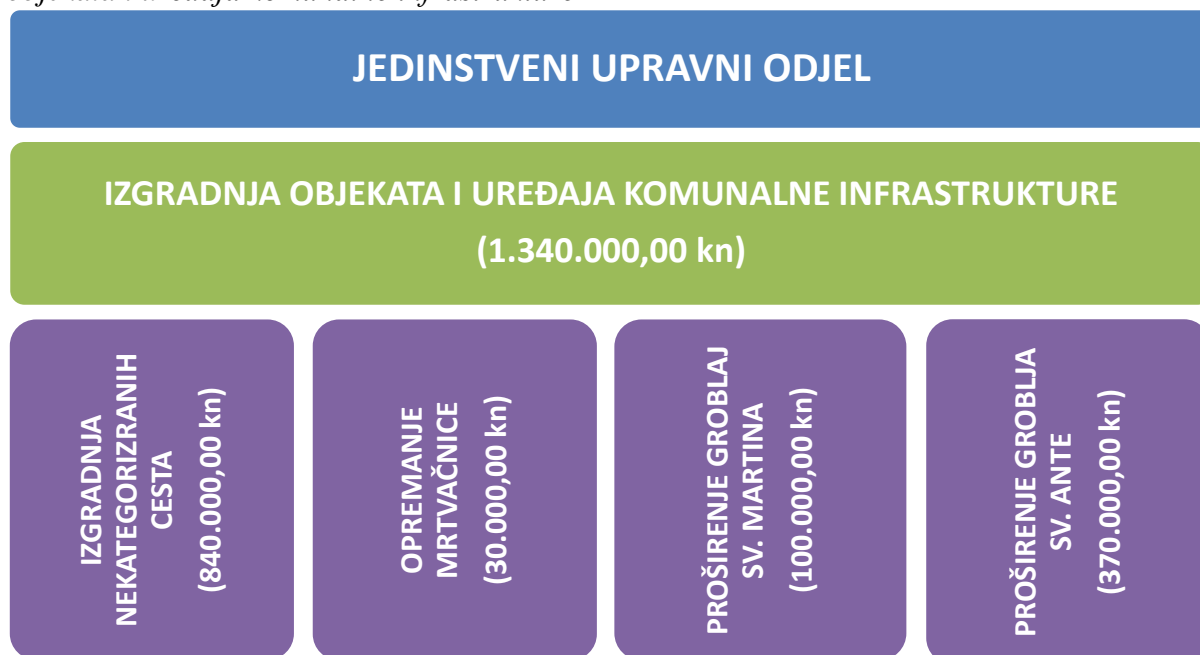 JEDINSTVENI UPRAVNI ODJEL
IZGRADNJA OBJEKATA I UREĐAJA KOMUNALNE INFRASTRUKTURE
(1.340.000,00 kn)
IZGRADNJA
NEKATEGORIZIRANIH
CESTA
(840.000,00 kn)
OPREMANJE
MRTVAČNICE
(30.000,00 kn)
PROŠIRENJE GROBLAJ
SV. MARTINA
(100.000,00 kn)
PROŠIRENJE GROBLJA
SV. ANTE
(370.000,00 kn)